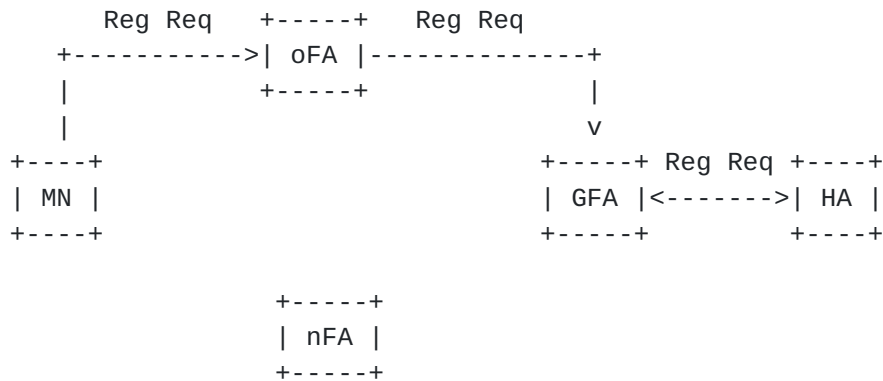 Reg Req +-----+ Reg Req
+----------->| oFA |--------------+
| +-----+ |
| v
+----+ +-----+ Reg Req +----+
| MN | | GFA |<------->| HA |
+----+ +-----+ +----+
+-----+
| nFA |
+-----+